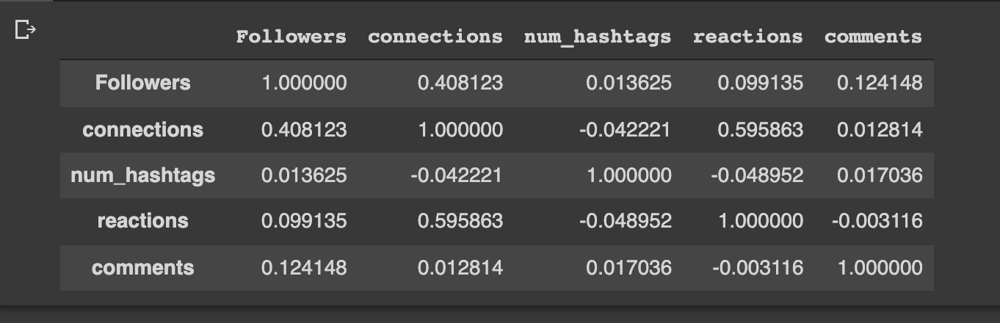 Followers connections num_hashtags reactions comments
Followers 1.000000 0.408123 0.013625 0.099135 0.124148
connections 0.408123 1.000000 -0.042221 0.595863 0.012814
num_hashtags 0.013625 -0.042221 1.000000 -0.048952 0.017036
reactions 0.099135 0.595863 -0.048952 1.000000 -0.003116
comments 0.124148 0.012814 0.017036 -0.003116 1.000000